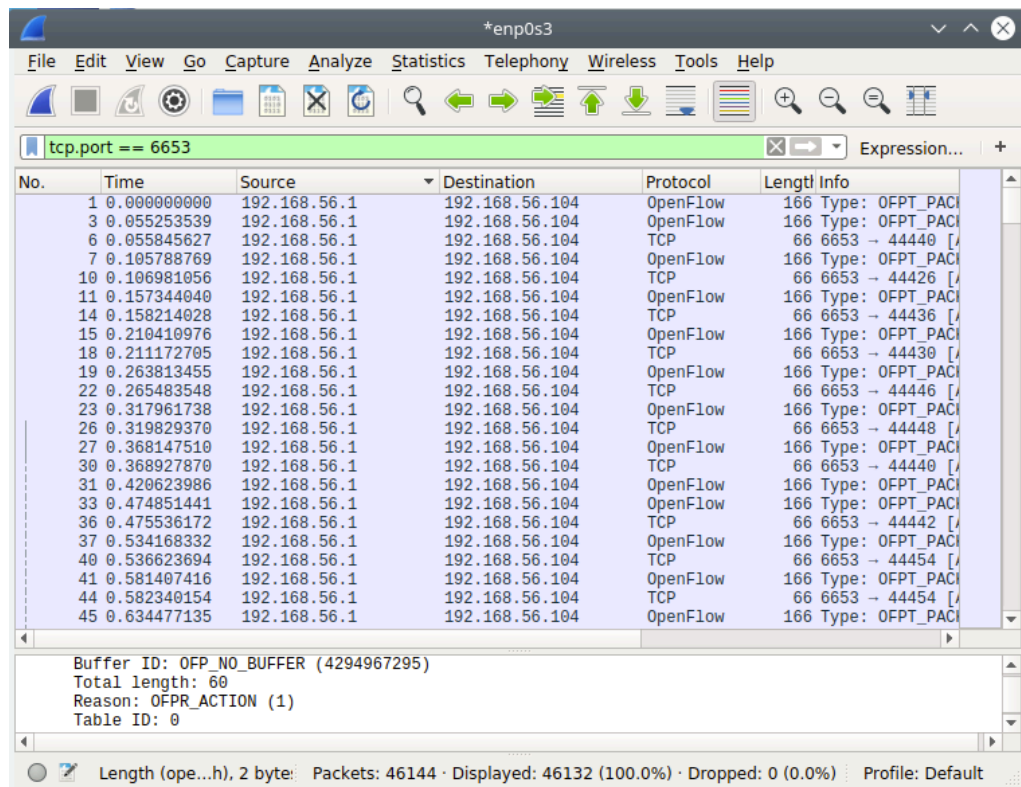 *enp0s3
File Edit View Go Capture Analyze Statistics Telephony Wireless Tools Help
tcp.port == 6653 Expression... +
No. Time Source Destination Protocol Length Info
1 0.000000000 192.168.56.1 192.168.56.104 OpenFlow 166 Type: OFPT_PACK
3 0.055253539 192.168.56.1 192.168.56.104 OpenFlow 166 Type: OFPT_PACK
6 0.055845627 192.168.56.1 192.168.56.104 TCP 66 6653 → 44440 [A
7 0.105788769 192.168.56.1 192.168.56.104 OpenFlow 166 Type: OFPT_PACK
10 0.106981056 192.168.56.1 192.168.56.104 TCP 66 6653 → 44426 [A
11 0.157344040 192.168.56.1 192.168.56.104 OpenFlow 166 Type: OFPT_PACK
14 0.158214028 192.168.56.1 192.168.56.104 TCP 66 6653 → 44436 [A
15 0.210410976 192.168.56.1 192.168.56.104 OpenFlow 166 Type: OFPT_PACK
18 0.211172705 192.168.56.1 192.168.56.104 TCP 66 6653 → 44430 [A
19 0.263813455 192.168.56.1 192.168.56.104 OpenFlow 166 Type: OFPT_PACK
22 0.265483548 192.168.56.1 192.168.56.104 TCP 66 6653 → 44446 [A
23 0.317961738 192.168.56.1 192.168.56.104 OpenFlow 166 Type: OFPT_PACK
26 0.319829370 192.168.56.1 192.168.56.104 TCP 66 6653 → 44448 [A
27 0.368147510 192.168.56.1 192.168.56.104 OpenFlow 166 Type: OFPT_PACK
30 0.368927870 192.168.56.1 192.168.56.104 TCP 66 6653 → 44440 [A
31 0.420623986 192.168.56.1 192.168.56.104 OpenFlow 166 Type: OFPT_PACK
33 0.474851441 192.168.56.1 192.168.56.104 OpenFlow 166 Type: OFPT_PACK
36 0.475536172 192.168.56.1 192.168.56.104 TCP 66 6653 → 44442 [A
37 0.534168332 192.168.56.1 192.168.56.104 OpenFlow 166 Type: OFPT_PACK
40 0.536623694 192.168.56.1 192.168.56.104 TCP 66 6653 → 44454 [A
41 0.581407416 192.168.56.1 192.168.56.104 OpenFlow 166 Type: OFPT_PACK
44 0.582340154 192.168.56.1 192.168.56.104 TCP 66 6653 → 44454 [A
45 0.634477135 192.168.56.1 192.168.56.104 OpenFlow 166 Type: OFPT_PACK
Buffer ID: OFP_NO_BUFFER (4294967295)
Total length: 60
Reason: OFPR_ACTION (1)
Table ID: 0
Length (ope...h), 2 byte Packets: 46144 · Displayed: 46132 (100.0%) · Dropped: 0 (0.0%) Profile: Default